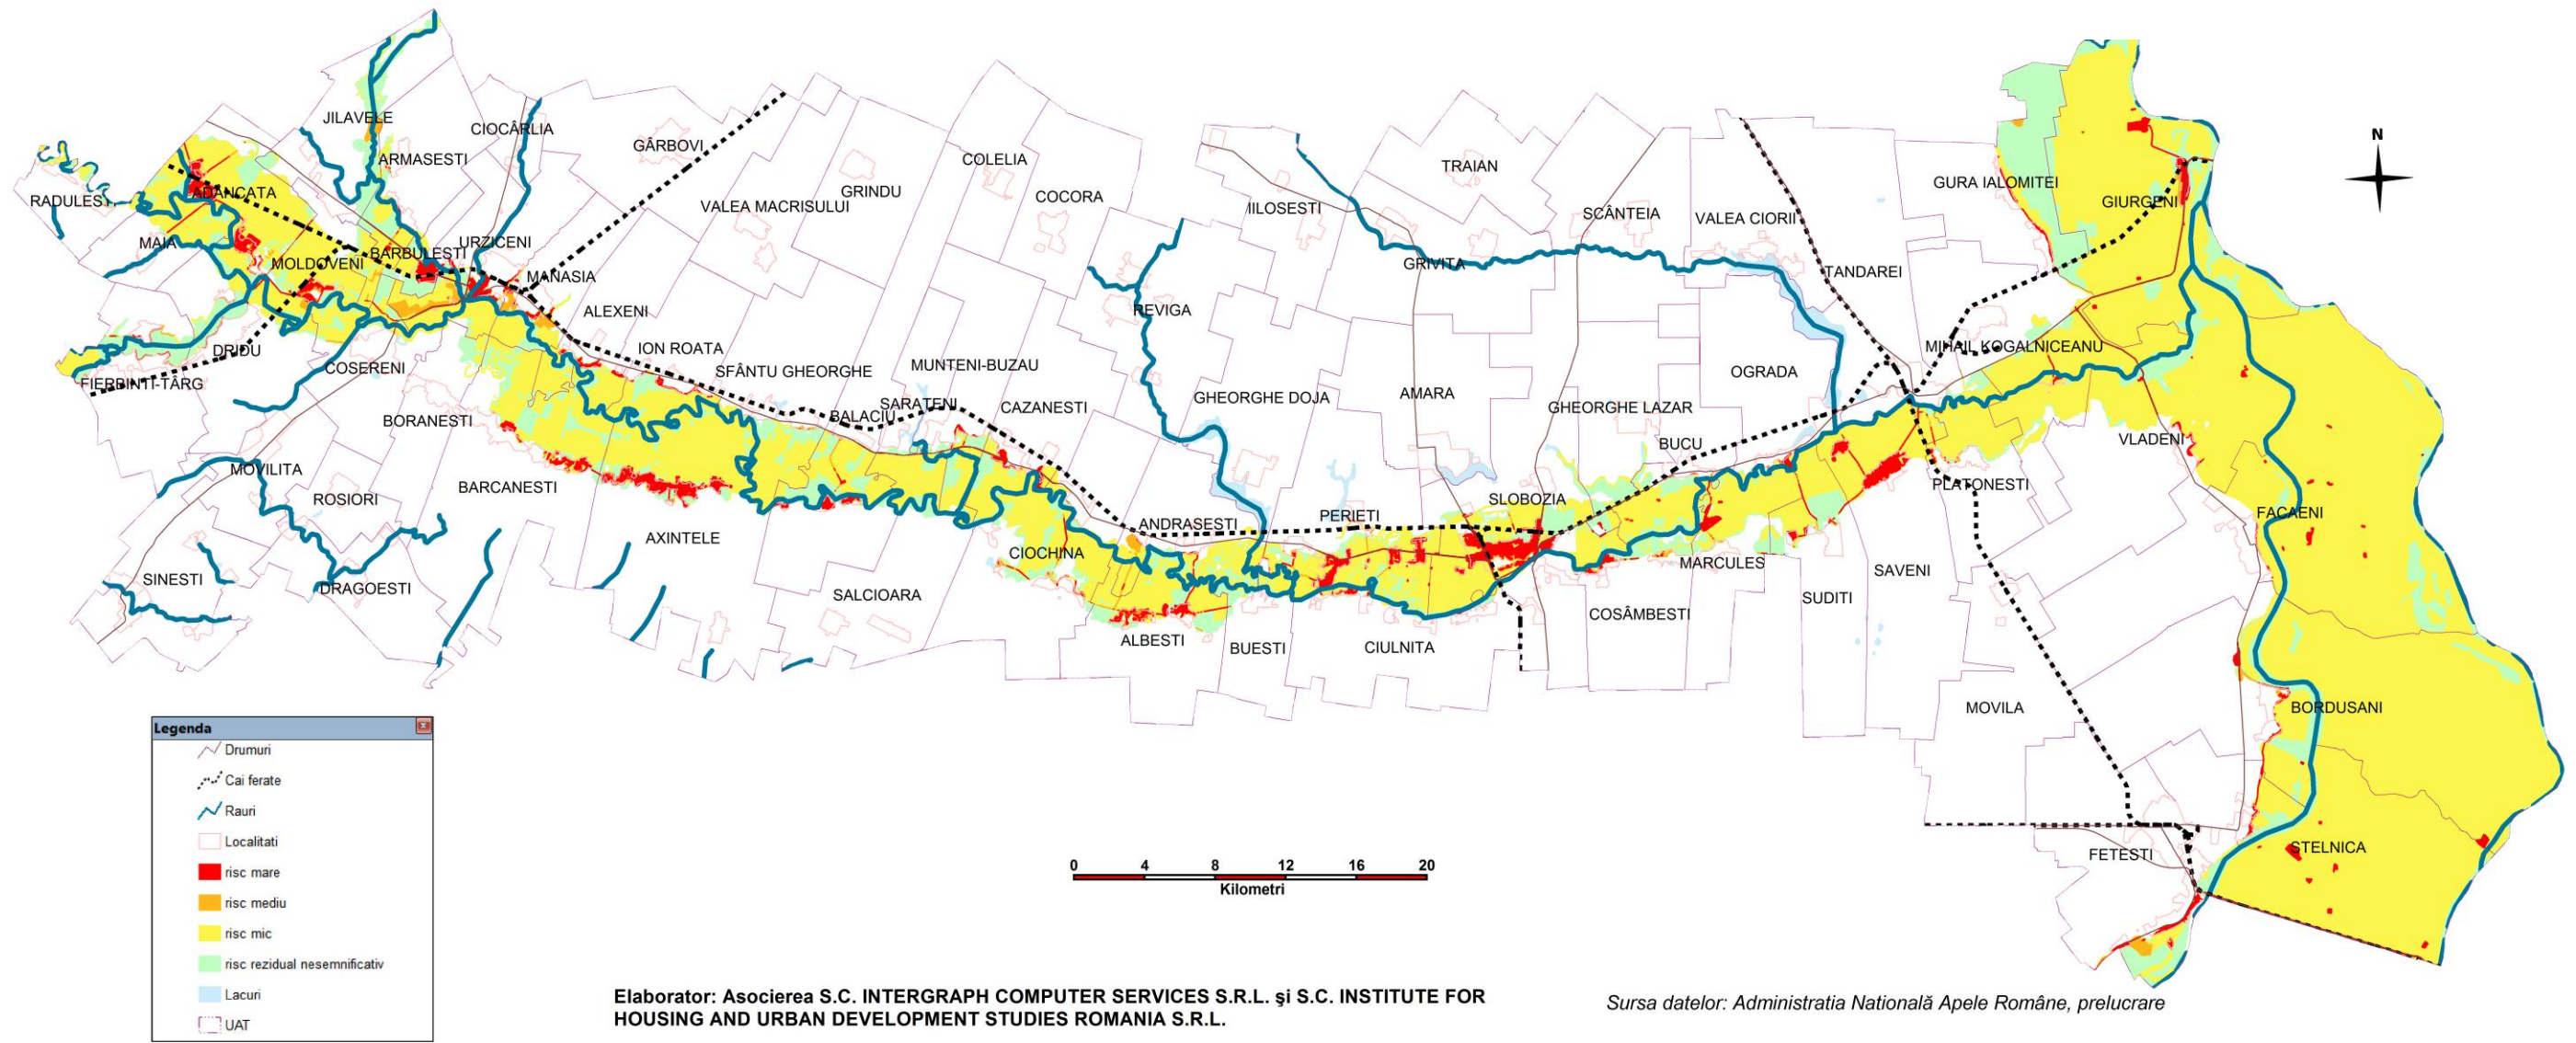 JILAVELE
CIOCÂRLIA
ARMASESTI
GÂRBOVI
COLELIA
GRINDU
COCORA
VALEA MACRISULUI
RADULESTI
ADANCATA
MAIA
MOLDOVENI
BARBULESTI
URZICENI
MANASIA
ALEXENI
IILOSESTI
TRAIAN
SCÂNTEIA
VALEA CIORII
GURA IALOMITEI
GIURGENI
N
GRIVITA
TANDAREI
REVIGA
DRIDU
COSERENI
FIERBINTI-TÂRG
ION ROATA
SFÂNTU GHEORGHE
MUNTENI-BUZAU
MIHAIL KOGALNICEANU
OGRADA
BORANESTI
BALACIU
SARATENI
CAZANESTI
GHEORGHE DOJA
AMARA
GHEORGHE LAZAR
BUCU
VLADENI
MOVILITA
ROSIORI
BARCANESTI
SLOBOZIA
PLATONESTI
AXINTELE
ANDRASESTI
PERIETI
FACAENI
CIOCHINA
MARCULESTI
SAVENI
SINESTI
DRAGOESTI
SALCIOARA
SUDITI
COSÂMBESTI
ALBESTI
BUESTI
CIULNITA
MOVILA
BORDUSANI
FETESTI
STELNICA
Legenda
Drumuri
Cai ferate
Rauri
Localitati
risc mare
risc mediu
risc mic
risc rezidual nesemnificativ
Lacuri
UAT
0 4 8 12 16 20
Kilometri
Elaborator: Asocierea S.C. INTERGRAPH COMPUTER SERVICES S.R.L. şi S.C. INSTITUTE FOR
HOUSING AND URBAN DEVELOPMENT STUDIES ROMANIA S.R.L.
Sursa datelor: Administratia Natională Apele Române, prelucrare